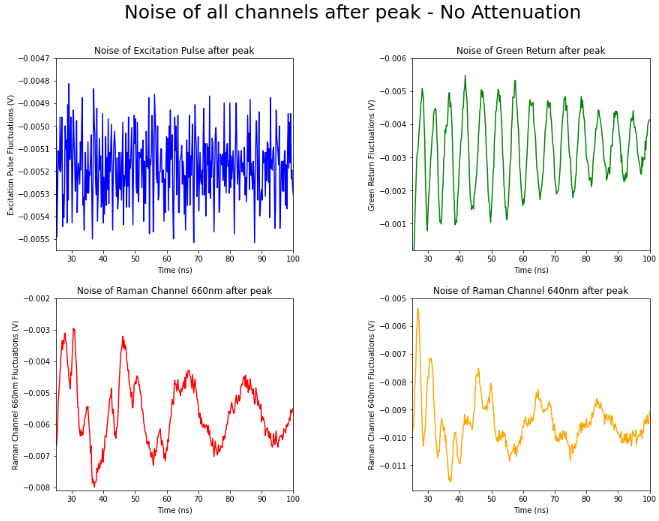 Noise of all channels after peak - No Attenuation
Noise of Excitation Pulse after peak
Excitation Pulse Fluctuations (V)
−0.0047
−0.0048
−0.0049
−0.0050
−0.0051
−0.0052
−0.0053
−0.0054
−0.0055
30 40 50 60 70 80 90 100
Time (ns)
Noise of Green Return after peak
Green Return Fluctuations (V)
−0.006
−0.005
−0.004
−0.003
−0.002
−0.001
30 40 50 60 70 80 90 100
Time (ns)
Noise of Raman Channel 660nm after peak
Raman Channel 660nm Fluctuations (V)
−0.002
−0.003
−0.004
−0.005
−0.006
−0.007
−0.008
30 40 50 60 70 80 90 100
Time (ns)
Noise of Raman Channel 640nm after peak
Raman Channel 640nm Fluctuations (V)
−0.005
−0.006
−0.007
−0.008
−0.009
−0.010
−0.011
30 40 50 60 70 80 90 100
Time (ns)